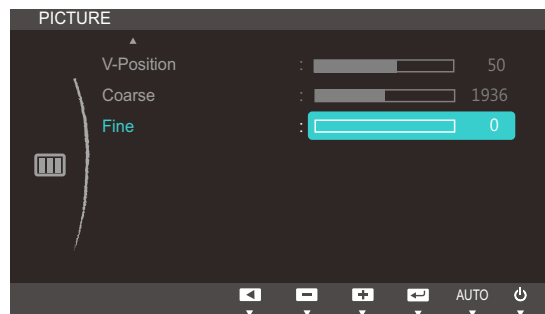 PICTURE
V-Position : 50
Coarse : 1936
Fine : 0
AUTO